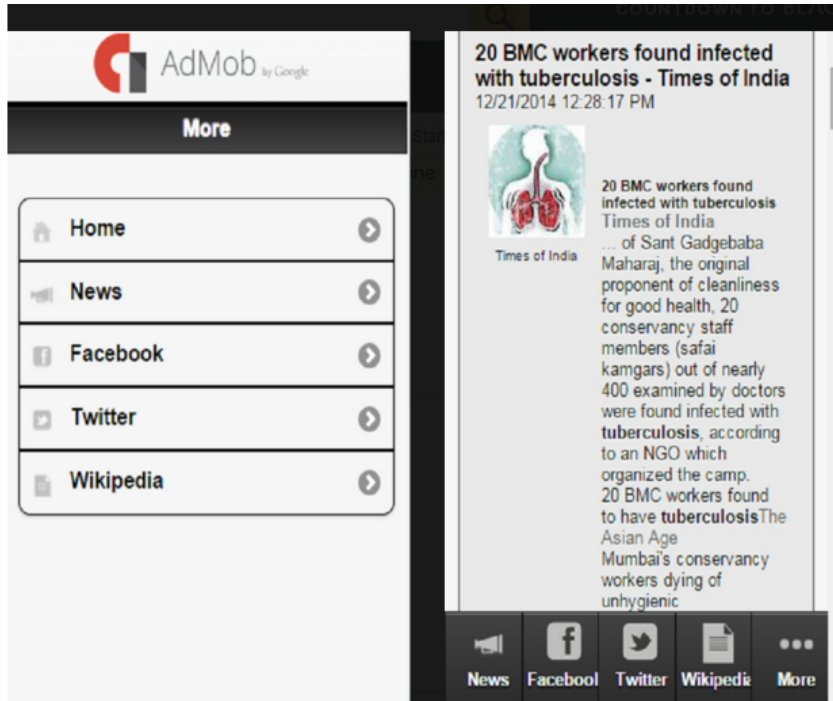 COUNTDOWN TO BLAC
AdMob by Google
More
Home
News
Facebook
Twitter
Wikipedia
20 BMC workers found infected
with tuberculosis - Times of India
12/21/2014 12:28:17 PM
Times of India
20 BMC workers found
infected with tuberculosis
Times of India
... of Sant Gadgebaba
Maharaj, the original
proponent of cleanliness
for good health, 20
conservancy staff
members (safai
kamgars) out of nearly
400 examined by doctors
were found infected with
tuberculosis, according
to an NGO which
organized the camp.
20 BMC workers found
to have tuberculosisThe
Asian Age
Mumbai's conservancy
workers dying of
unhygienic
News Facebool Twitter Wikipedia More